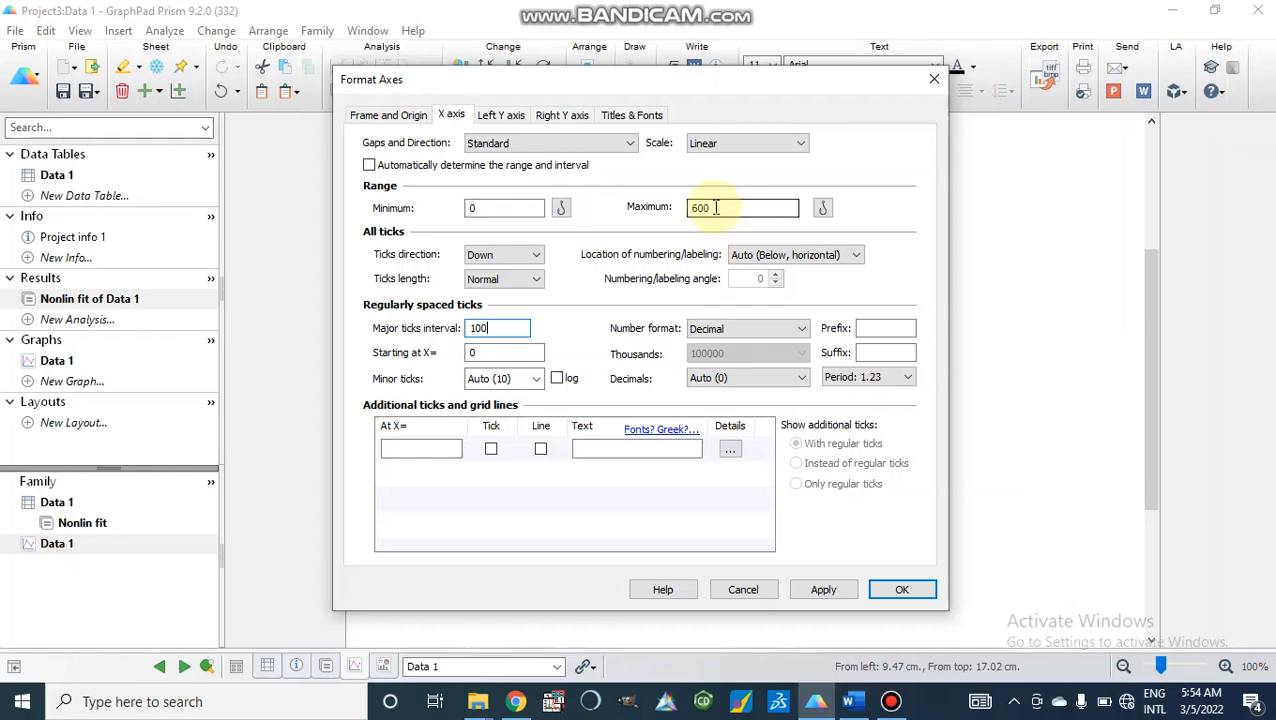 Project3:Data 1 - GraphPad Prism 9.2.0 (332)
www.BANDICAM.com
File Edit View Insert Analyze Change Arrange Family Window Help
Prism File Sheet Clipboard Analysis Change Arrange Draw Write Text Export Print Send LA Help
11 Arial A
Format Axes
Search...
Data Tables
Data 1
New Data Table...
Info
Project info 1
New Info...
Results
Nonlin fit of Data 1
New Analysis...
Graphs
Data 1
New Graph...
Layouts
New Layout...
Family
Data 1
Nonlin fit
Data 1
Frame and Origin X axis Left Y axis Right Y axis Titles & Fonts
Gaps and Direction: Standard Scale: Linear
Automatically determine the range and interval
Range
Minimum: 0 Maximum: 600
All ticks
Ticks direction: Down Location of numbering/labeling: Auto (Below, horizontal)
Ticks length: Normal Numbering/labeling angle: 0
Regularly spaced ticks
Major ticks interval: 100 Number format: Decimal Prefix:
Starting at X= 0 Thousands: 100000 Suffix:
Minor ticks: Auto (10) log Decimals: Auto (0) Period: 1.23
Additional ticks and grid lines
At X= Tick Line Text Fonts? Greek?... Details
...
Show additional ticks:
With regular ticks
Instead of regular ticks
Only regular ticks
Help Cancel Apply OK
Activate Windows
Go to Settings to activate Windows.
Data 1 From left: 9.47 cm, From top: 17.02 cm. 100%
Type here to search
ENG
INTL
5:54 AM
3/5/2022
4